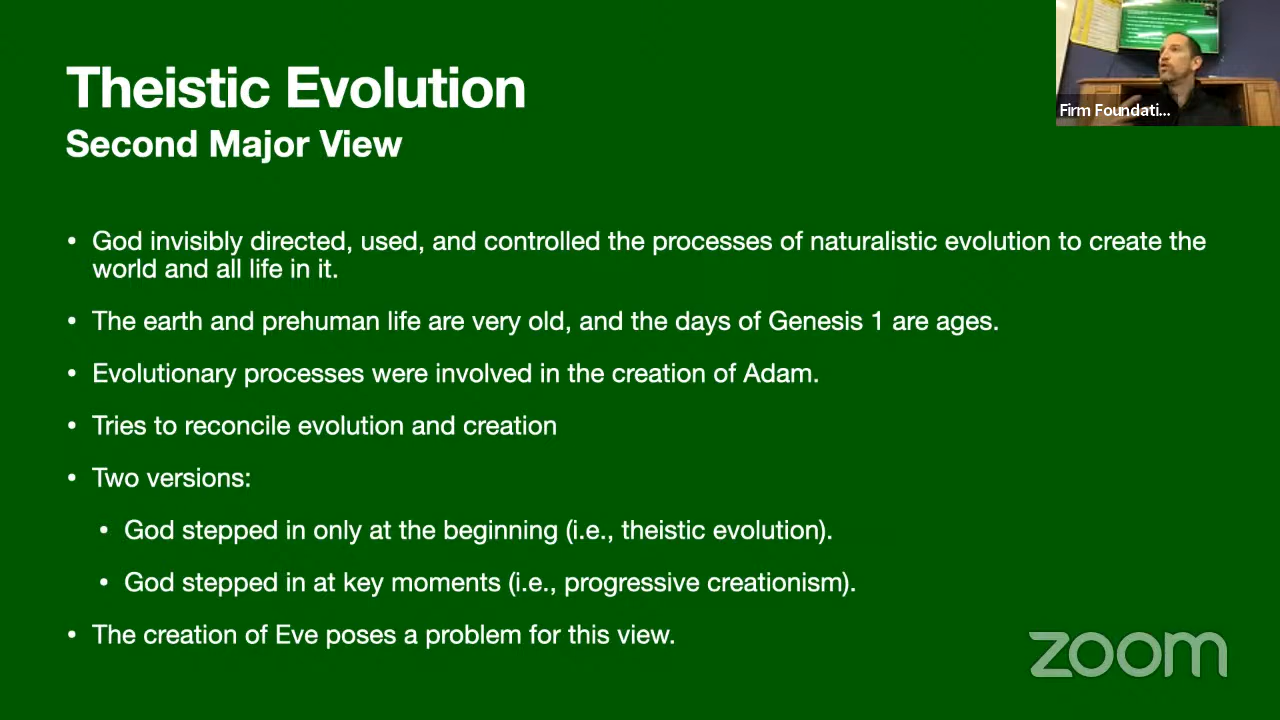 Theistic Evolution
Second Major View
• God invisibly directed, used, and controlled the processes of naturalistic evolution to create the
world and all life in it.
• The earth and prehuman life are very old, and the days of Genesis 1 are ages.
• Evolutionary processes were involved in the creation of Adam.
• Tries to reconcile evolution and creation
• Two versions:
• God stepped in only at the beginning (i.e., theistic evolution).
• God stepped in at key moments (i.e., progressive creationism).
• The creation of Eve poses a problem for this view.
Firm Foundati...
zoom